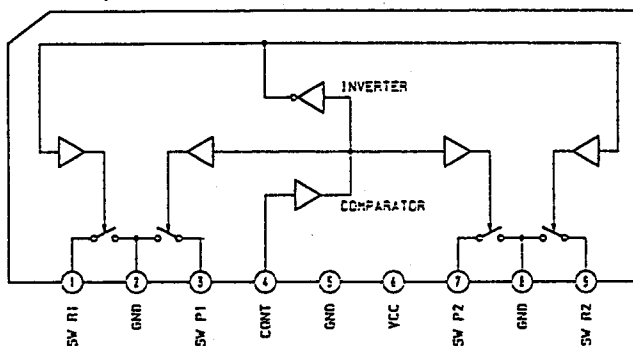 INVERTER
COMPARATOR
1 2 3 4 5 6 7 8 9
SW R1
GND
SW P1
CONT
GND
VCC
SW P2
GND
SW R2